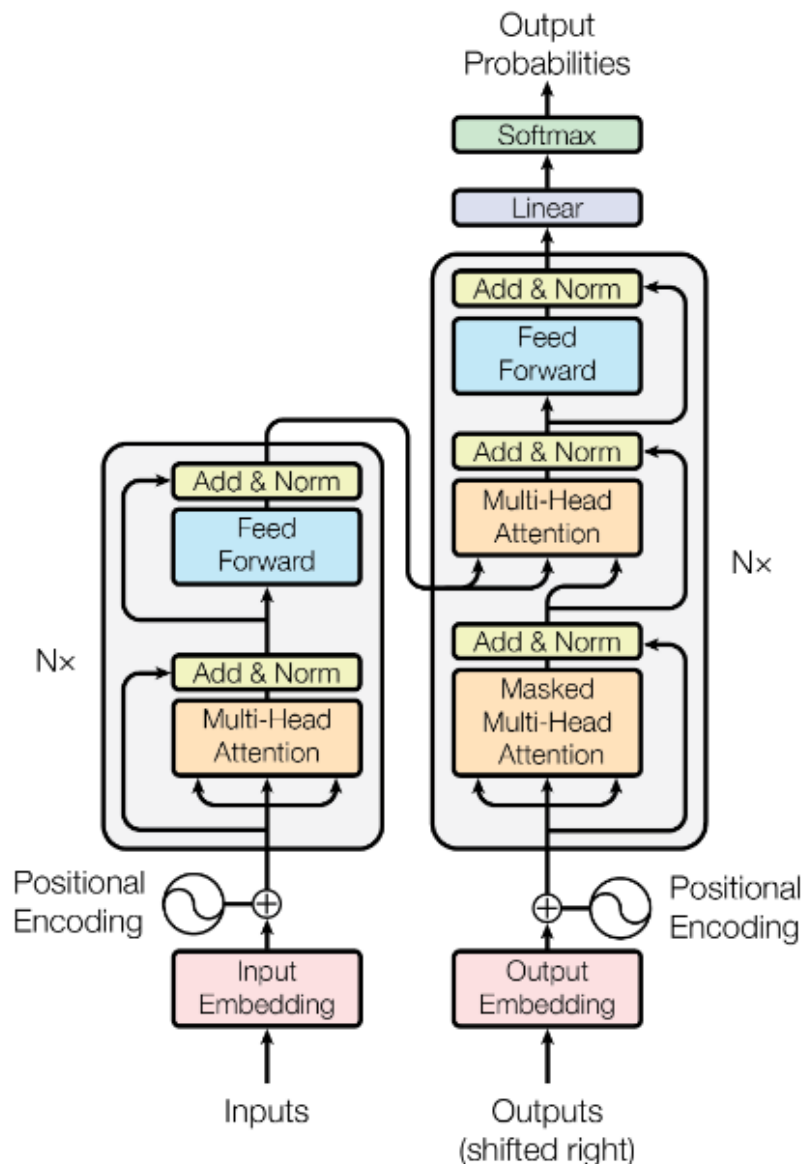 Output
Probabilities
Softmax
Linear
Add & Norm
Feed
Forward
Add & Norm
Multi-Head
Attention
Nx
Add & Norm
Masked
Multi-Head
Attention
Add & Norm
Feed
Forward
N×
Add & Norm
Multi-Head
Attention
Positional
Encoding
Positional
Encoding
Input
Embedding
Output
Embedding
Inputs
Outputs
(shifted right)